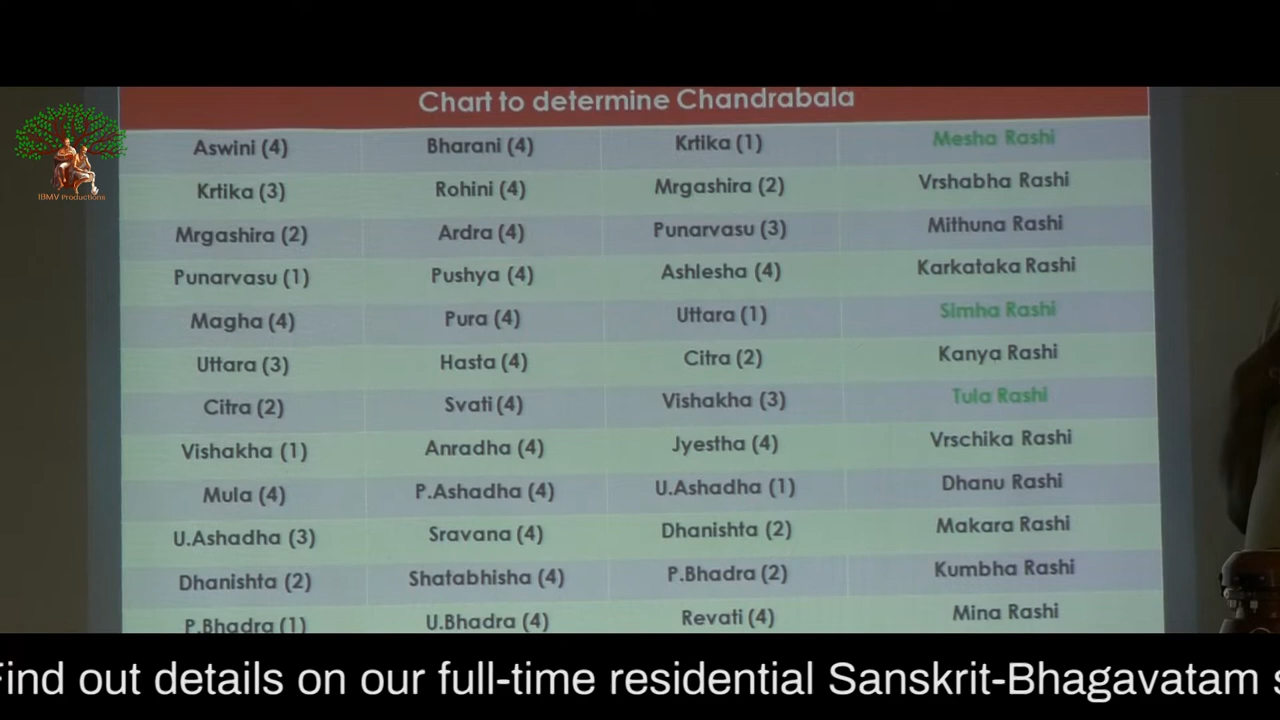 Chart to determine Chandrabala
Aswini (4) Bharani (4) Krtika (1) Mesha Rashi
Krtika (3) Rohini (4) Mrgashira (2) Vrshabha Rashi
Mrgashira (2) Ardra (4) Punarvasu (3) Mithuna Rashi
Punarvasu (1) Pushya (4) Ashlesha (4) Karkataka Rashi
Magha (4) Pura (4) Uttara (1) Simha Rashi
Uttara (3) Hasta (4) Citra (2) Kanya Rashi
Citra (2) Svati (4) Vishakha (3) Tula Rashi
Vishakha (1) Anradha (4) Jyestha (4) Vrschika Rashi
Mula (4) P.Ashadha (4) U.Ashadha (1) Dhanu Rashi
U.Ashadha (3) Sravana (4) Dhanishta (2) Makara Rashi
Dhanishta (2) Shatabhisha (4) P.Bhadra (2) Kumbha Rashi
P.Bhadra (1) U.Bhadra (4) Revati (4) Mina Rashi
IBMV Productions
Find out details on our full-time residential Sanskrit-Bhagavatam s